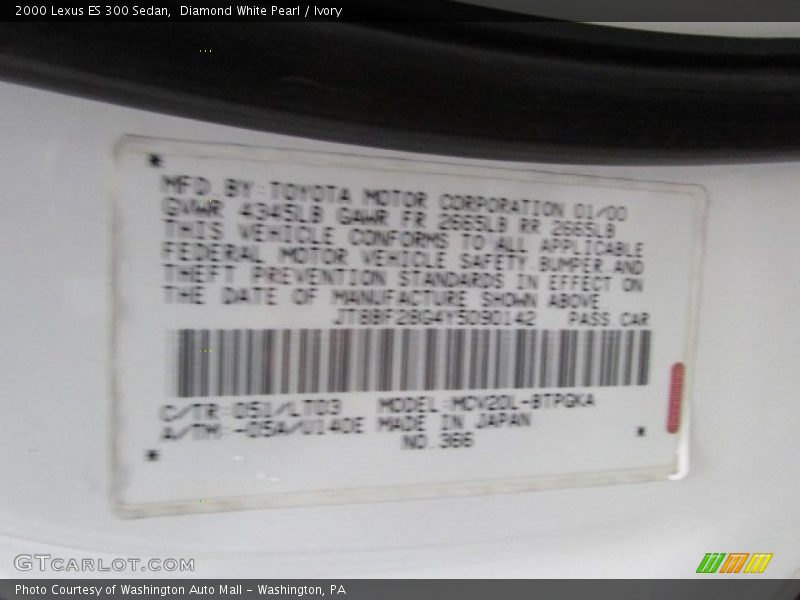 2000 Lexus ES 300 Sedan,  Diamond White Pearl / Ivory
MFD BY: TOYOTA MOTOR CORPORATION 01/00
GVWR 4345LB GAWR FR 2665LB RR 2665LB
THIS VEHICLE CONFORMS TO ALL APPLICABLE
FEDERAL MOTOR VEHICLE SAFETY BUMPER AND
THEFT PREVENTION STANDARDS IN EFFECT ON
THE DATE OF MANUFACTURE SHOWN ABOVE
JT8BF28G4Y5090142 PASS.CAR
C/TR:051/LT03 MODEL:MCV20L-BTPGKA
A/TM:-05A/U140E MADE IN JAPAN
NO.366
GTCARLOT.COM
Photo Courtesy of Washington Auto Mall – Washington, PA